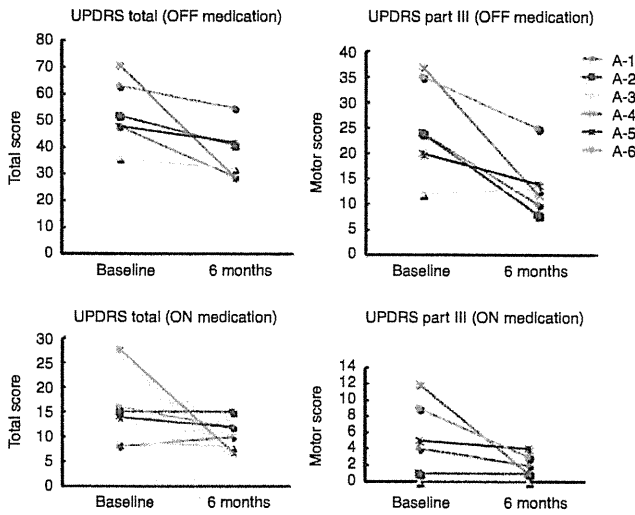 UPDRS total (OFF medication)
80
70
60
50
40
30
20
10
0
Total score
Baseline 6 months
UPDRS part III (OFF medication)
40
35
30
25
20
15
10
5
0
Motor score
Baseline 6 months
A-1
A-2
A-3
A-4
A-5
A-6
UPDRS total (ON medication)
30
25
20
15
10
5
0
Total score
Baseline 6 months
UPDRS part III (ON medication)
14
12
10
8
6
4
2
0
Motor score
Baseline 6 months